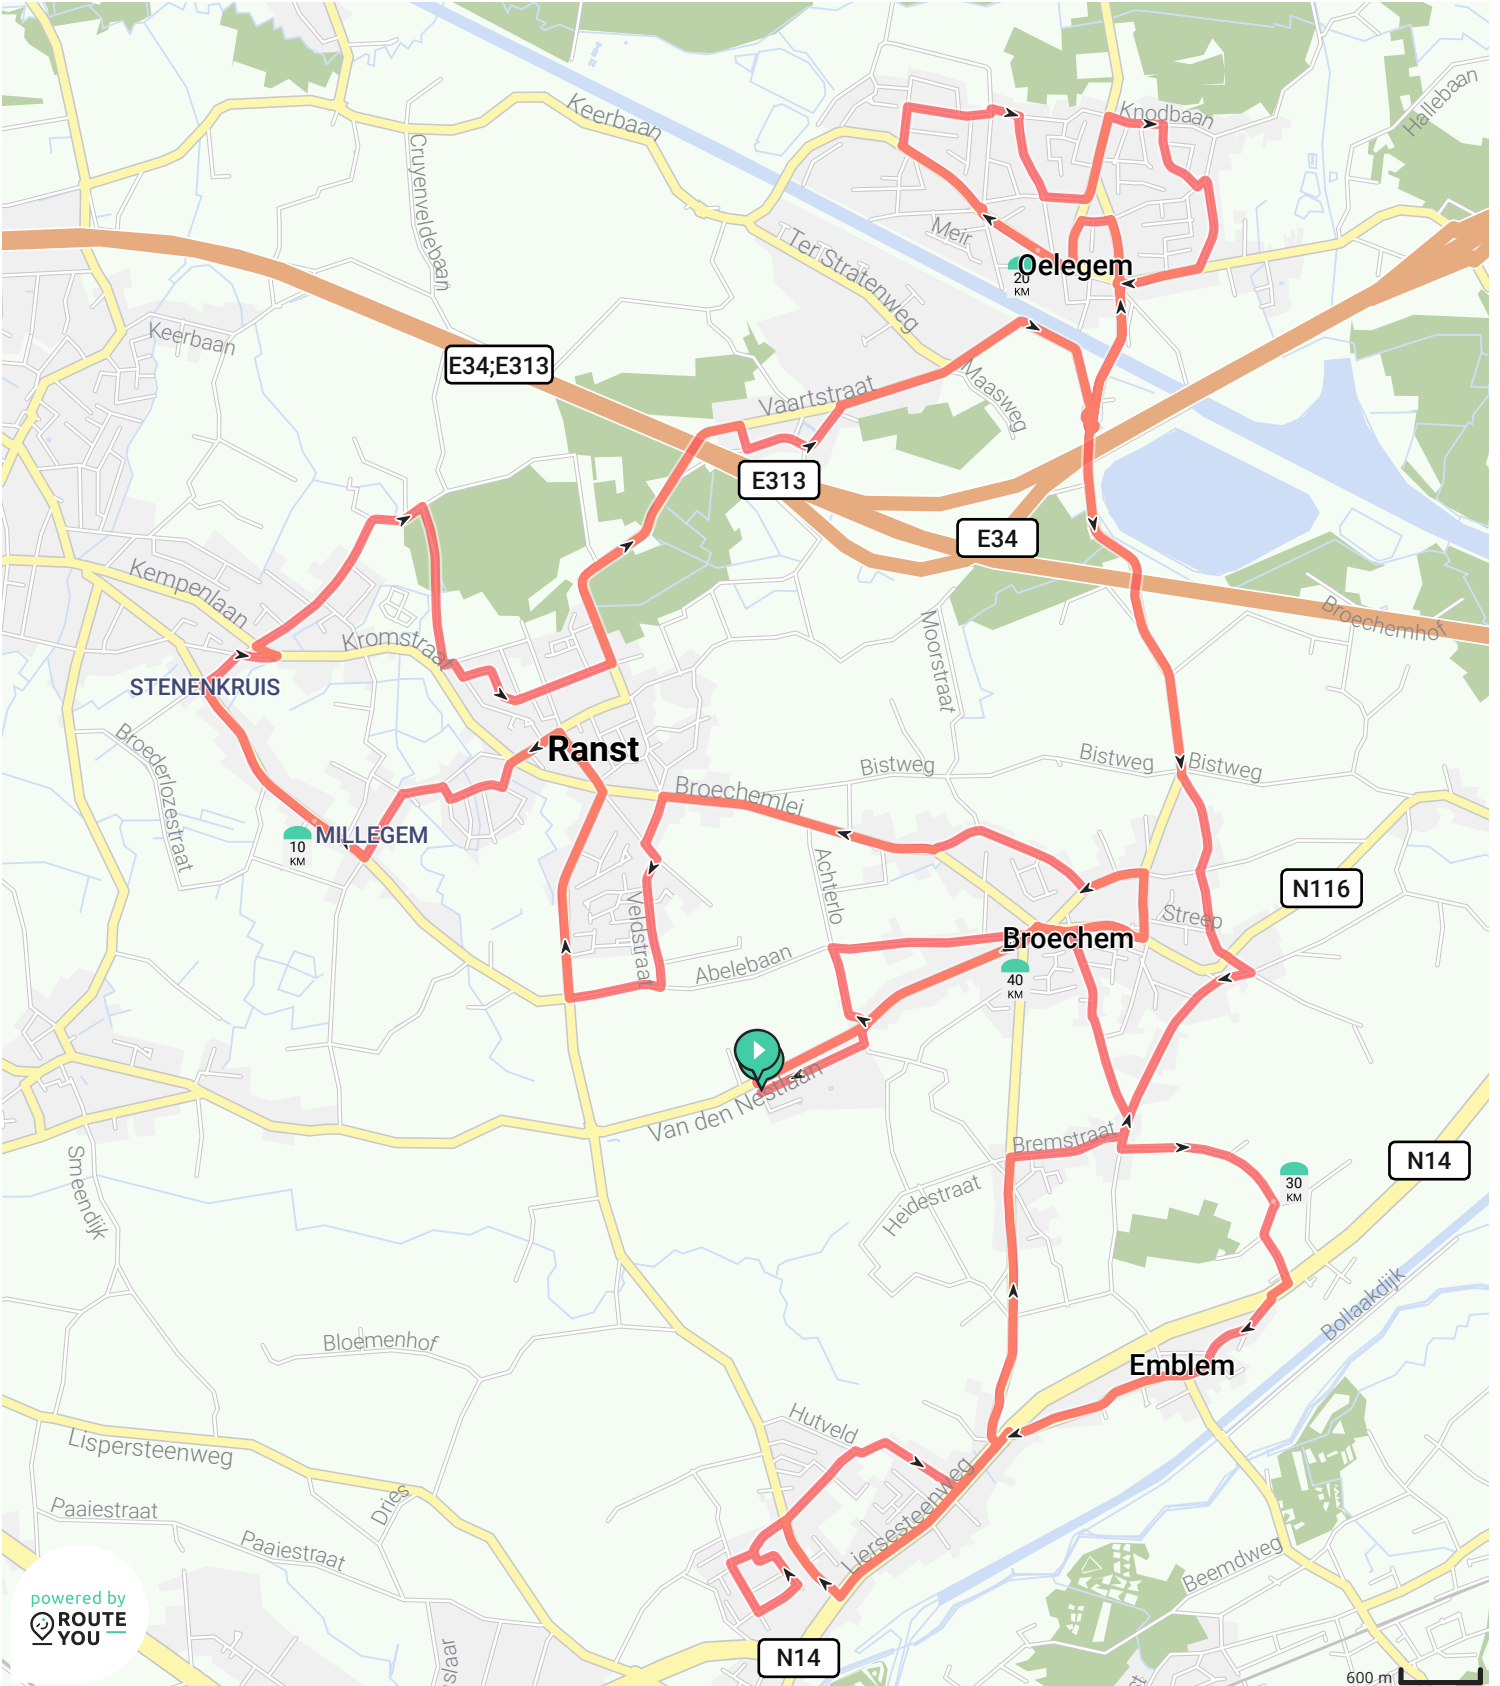 Knodbaan
Hallebaan
Keerbaan
Cruyenveldebaan
Meir
Ter Stratenweg
Oelegem
20
KM
Keerbaan
E34;E313
Maasweg
Vaartstraat
E313
E34
Kempenlaan
Broechemhof
Kromstraat
Moorstraat
STENENKRUIS
Broederlozestraat
Ranst
Bistweg
Bistweg
Bistweg
Broechemlei
MILLEGEM
10
KM
Achterlo
N116
Veldstraat
Streep
Broechem
Abelebaan
40
KM
Van den Nestlaan
Bremstraat
N14
Smeendijk
Heidestraat
30
KM
Bollaakdijk
Bloemenhof
Emblem
Hutveld
Lispersteenweg
Liersesteenweg
Dries
Paaiestraat
Paaiestraat
Beemdweg
powered by
ROUTE
YOU
N14
600 m